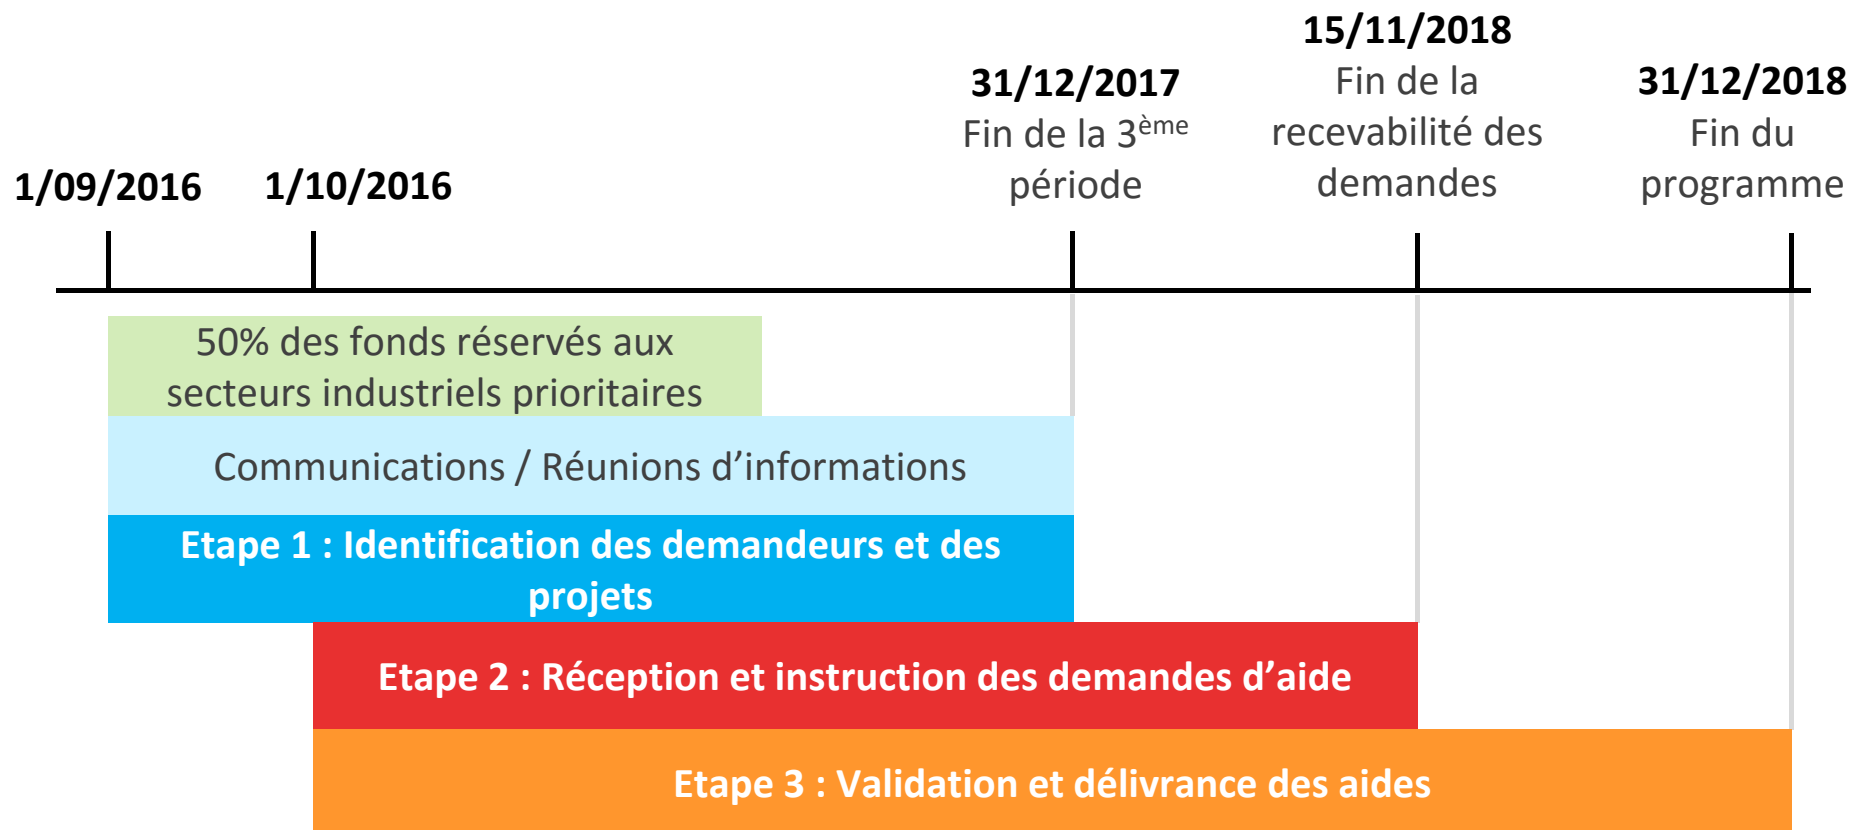 1/09/2016
1/10/2016
31/12/2017
Fin de la 3ème
période
15/11/2018
Fin de la
recevabilité des
demandes
31/12/2018
Fin du
programme
50% des fonds réservés aux
secteurs industriels prioritaires
Communications / Réunions d’informations
Etape 1 : Identification des demandeurs et des
projets
Etape 2 : Réception et instruction des demandes d’aide
Etape 3 : Validation et délivrance des aides